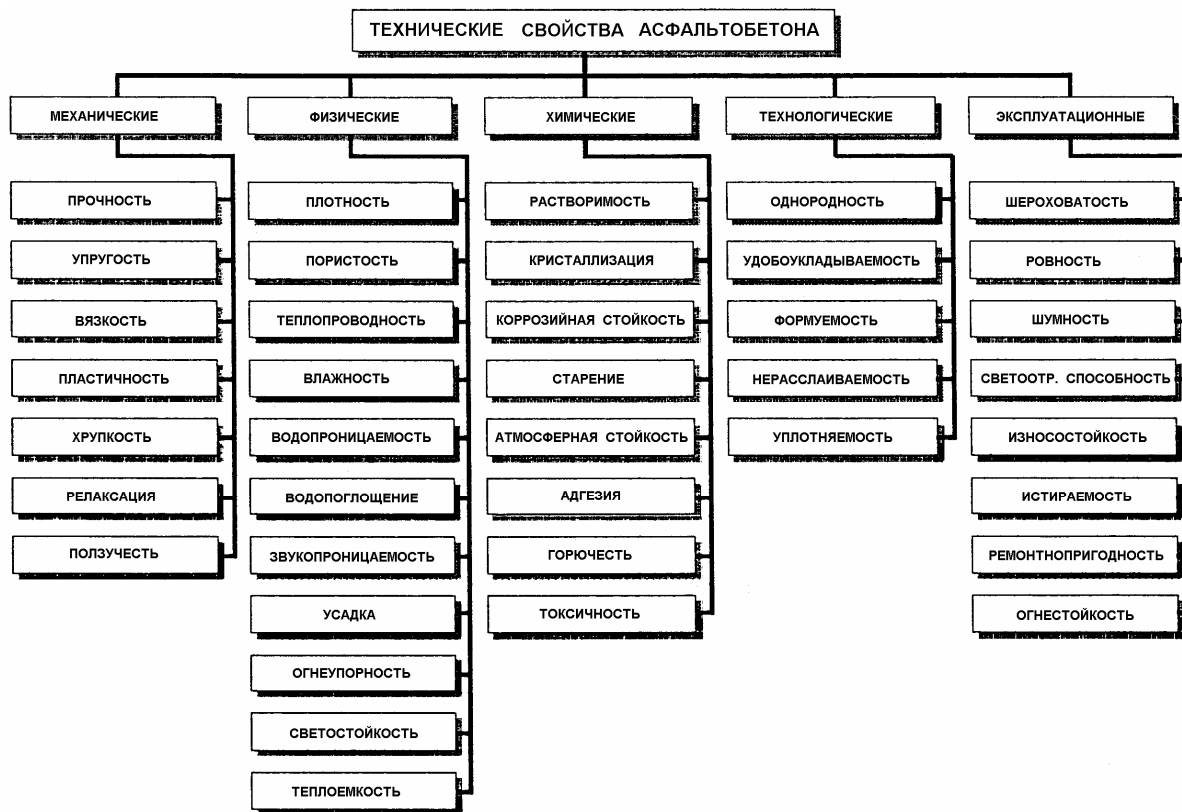 ТЕХНИЧЕСКИЕ СВОЙСТВА АСФАЛЬТОБЕТОНА
МЕХАНИЧЕСКИЕ
ПРОЧНОСТЬ
УПРУГОСТЬ
ВЯЗКОСТЬ
ПЛАСТИЧНОСТЬ
ХРУПКОСТЬ
РЕЛАКСАЦИЯ
ПОЛЗУЧЕСТЬ
ФИЗИЧЕСКИЕ
ПЛОТНОСТЬ
ПОРИСТОСТЬ
ТЕПЛОПРОВОДНОСТЬ
ВЛАЖНОСТЬ
ВОДОПРОНИЦАЕМОСТЬ
ВОДОПОГЛОЩЕНИЕ
ЗВУКОПРОНИЦАЕМОСТЬ
УСАДКА
ОГНЕУПОРНОСТЬ
СВЕТОСТОЙКОСТЬ
ТЕПЛОЕМКОСТЬ
ХИМИЧЕСКИЕ
РАСТВОРИМОСТЬ
КРИСТАЛЛИЗАЦИЯ
КОРРОЗИЙНАЯ СТОЙКОСТЬ
СТАРЕНИЕ
АТМОСФЕРНАЯ СТОЙКОСТЬ
АДГЕЗИЯ
ГОРЮЧЕСТЬ
ТОКСИЧНОСТЬ
ТЕХНОЛОГИЧЕСКИЕ
ОДНОРОДНОСТЬ
УДОБОУКЛАДЫВАЕМОСТЬ
ФОРМУЕМОСТЬ
НЕРАССЛАИВАЕМОСТЬ
УПЛОТНЯЕМОСТЬ
ЭКСПЛУАТАЦИОННЫЕ
ШЕРОХОВАТОСТЬ
РОВНОСТЬ
ШУМНОСТЬ
СВЕТООТР. СПОСОБНОСТЬ
ИЗНОСОСТОЙКОСТЬ
ИСТИРАЕМОСТЬ
РЕМОНТНОПРИГОДНОСТЬ
ОГНЕСТОЙКОСТЬ